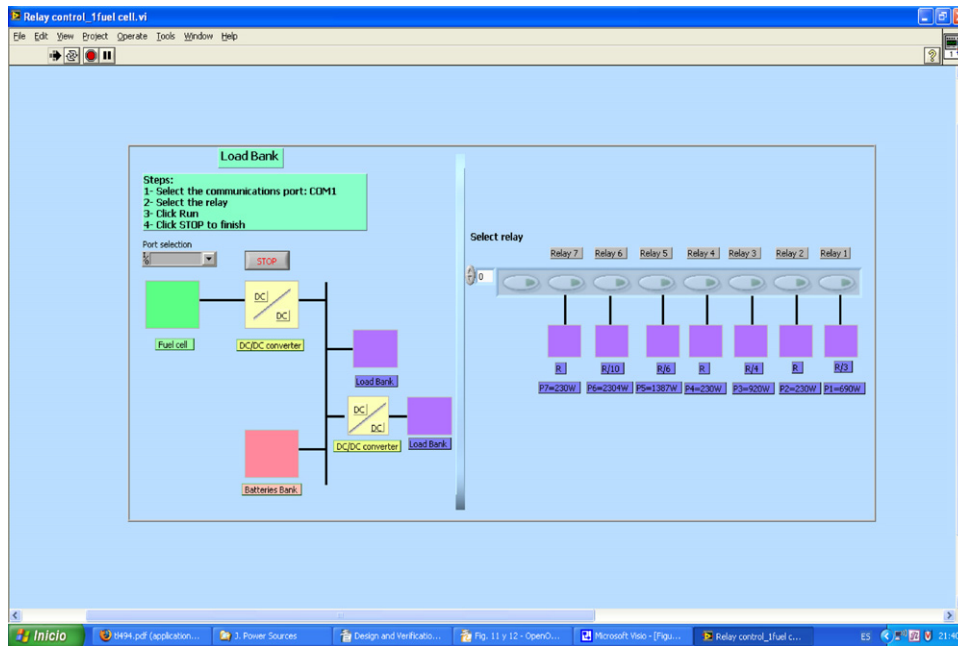 Relay control_1fuel cell.vi
File Edit View Project Operate Tools Window Help
Load Bank
Steps:
1- Select the communications port: COM1
2- Select the relay
3- Click Run
4- Click STOP to finish
Port selection
STOP
DC
DC
Fuel cell
DC/DC converter
Load Bank
DC
DC
DC/DC converter
Load Bank
Batteries Bank
Select relay
0
Relay 7 Relay 6 Relay 5 Relay 4 Relay 3 Relay 2 Relay 1
R R/10 R/6 R R/4 R R/3
P7=230W P6=2304W P5=1387W P4=230W P3=920W P2=230W P1=690W
Inicio tl494.pdf (application... J. Power Sources Design and Verificatio... Fig. 11 y 12 - OpenO... Microsoft Visio - [Figu... Relay control_1fuel c... ES 21:40